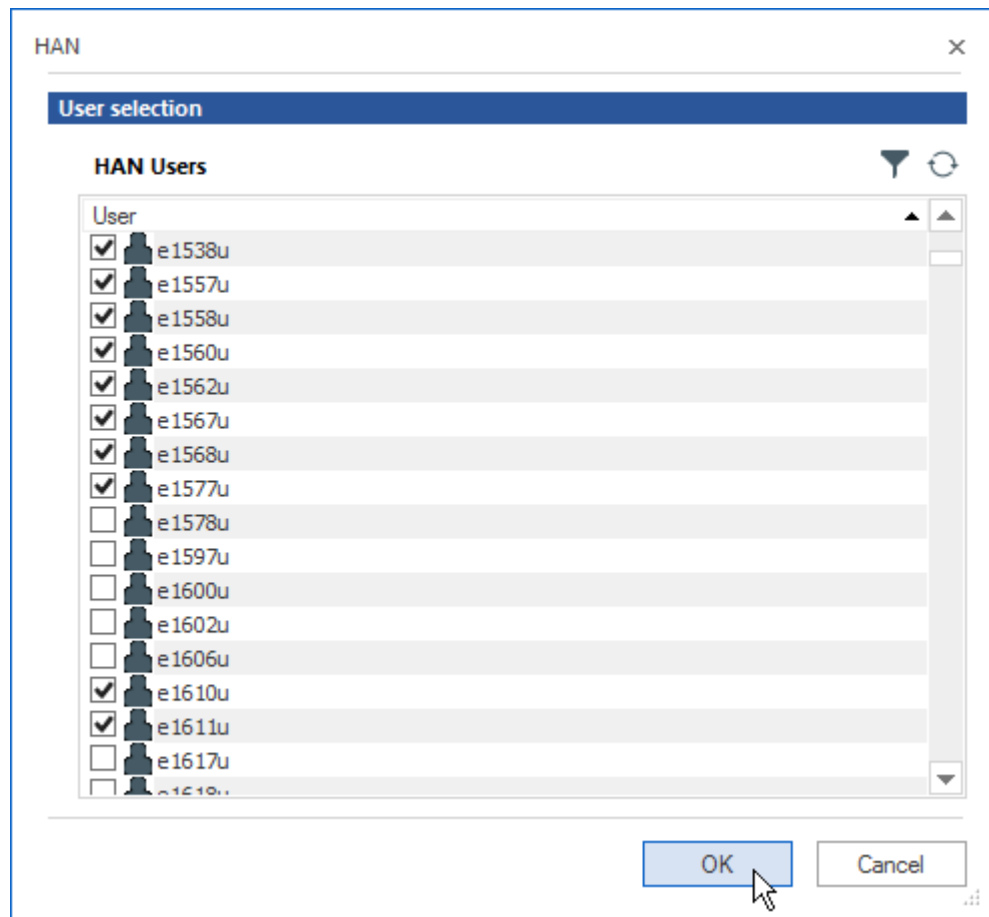 HAN
User selection
HAN Users
User
e1538u
e1557u
e1558u
e1560u
e1562u
e1567u
e1568u
e1577u
e1578u
e1597u
e1600u
e1602u
e1606u
e1610u
e1611u
e1617u
OK Cancel